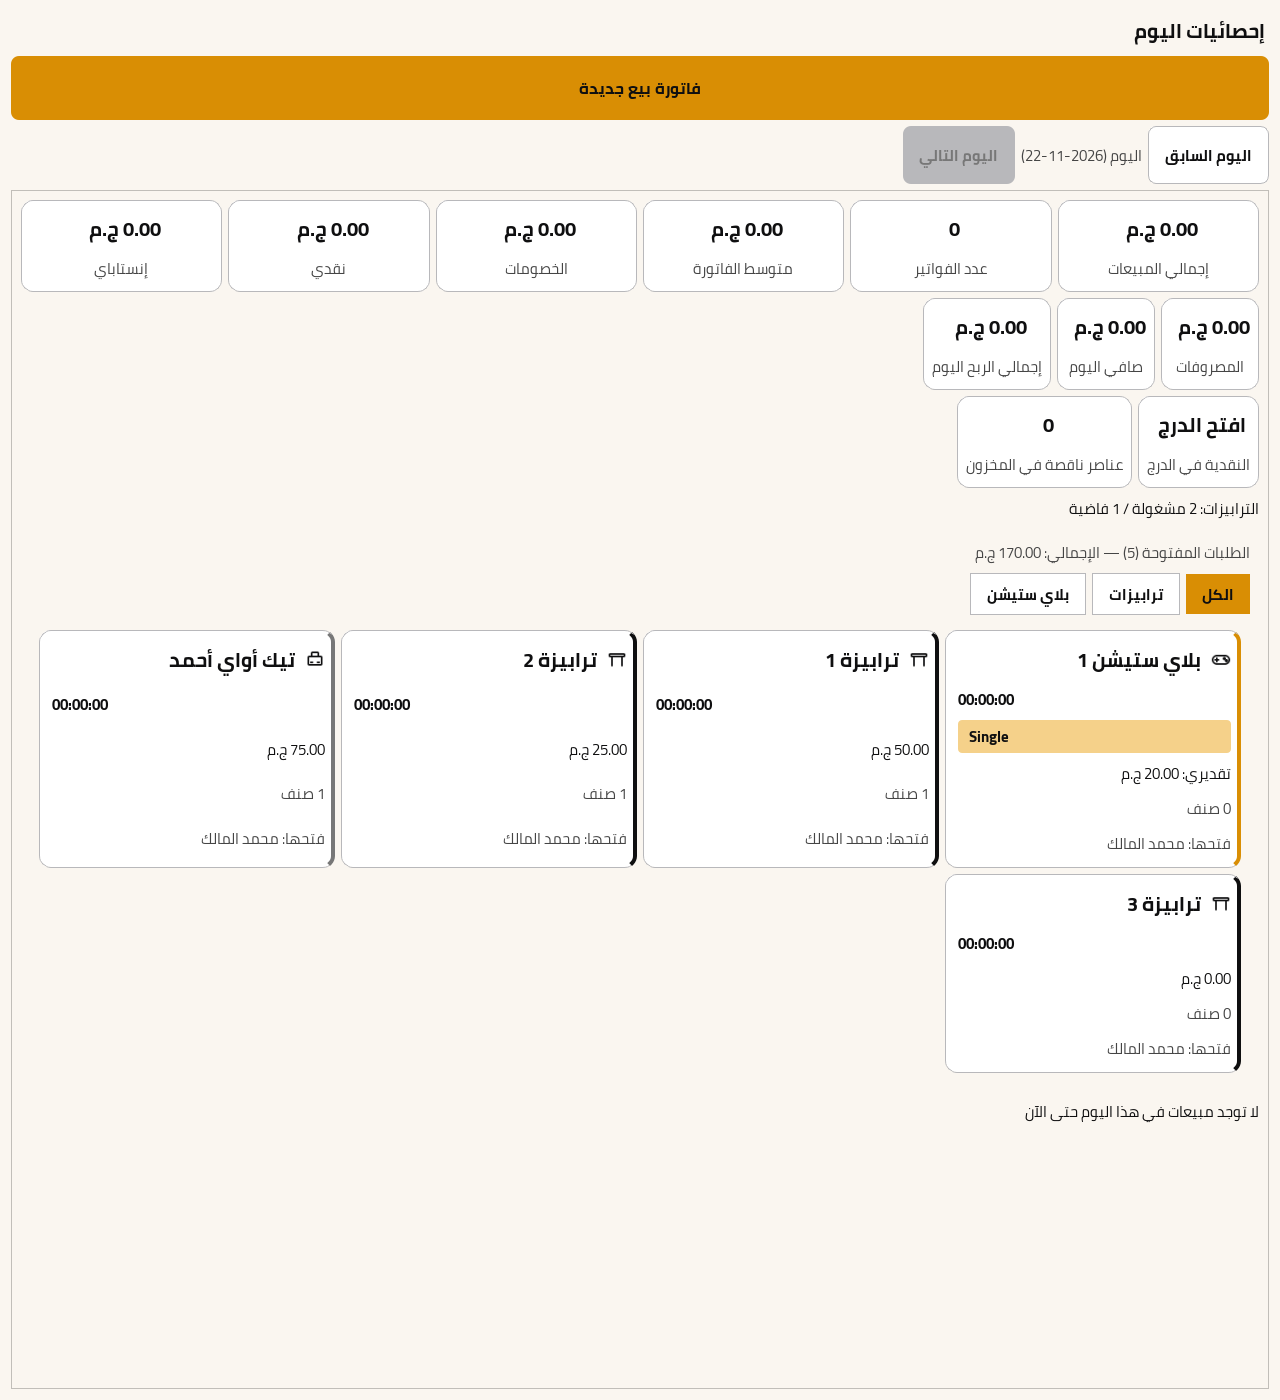 إحصائيات اليوم
فاتورة بيع جديدة
اليوم السابق
اليوم (2026-11-22)
اليوم التالي
0.00 ج.م
إجمالي المبيعات
0
عدد الفواتير
0.00 ج.م
متوسط الفاتورة
0.00 ج.م
الخصومات
0.00 ج.م
نقدي
0.00 ج.م
إنستاباي
0.00 ج.م
المصروفات
0.00 ج.م
صافي اليوم
0.00 ج.م
إجمالي الربح اليوم
افتح الدرج
النقدية في الدرج
0
عناصر ناقصة في المخزون
الترابيزات: 2 مشغولة / 1 فاضية
الطلبات المفتوحة (5) — الإجمالي: 170.00 ج.م
الكل
ترابيزات
بلاي ستيشن
بلاي ستيشن 1
00:00:00
Single
تقديري: 20.00 ج.م
0 صنف
فتحها: محمد المالك
ترابيزة 1
00:00:00
50.00 ج.م
1 صنف
فتحها: محمد المالك
ترابيزة 2
00:00:00
25.00 ج.م
1 صنف
فتحها: محمد المالك
تيك أواي أحمد
00:00:00
75.00 ج.م
1 صنف
فتحها: محمد المالك
ترابيزة 3
00:00:00
0.00 ج.م
0 صنف
فتحها: محمد المالك
لا توجد مبيعات في هذا اليوم حتى الآن